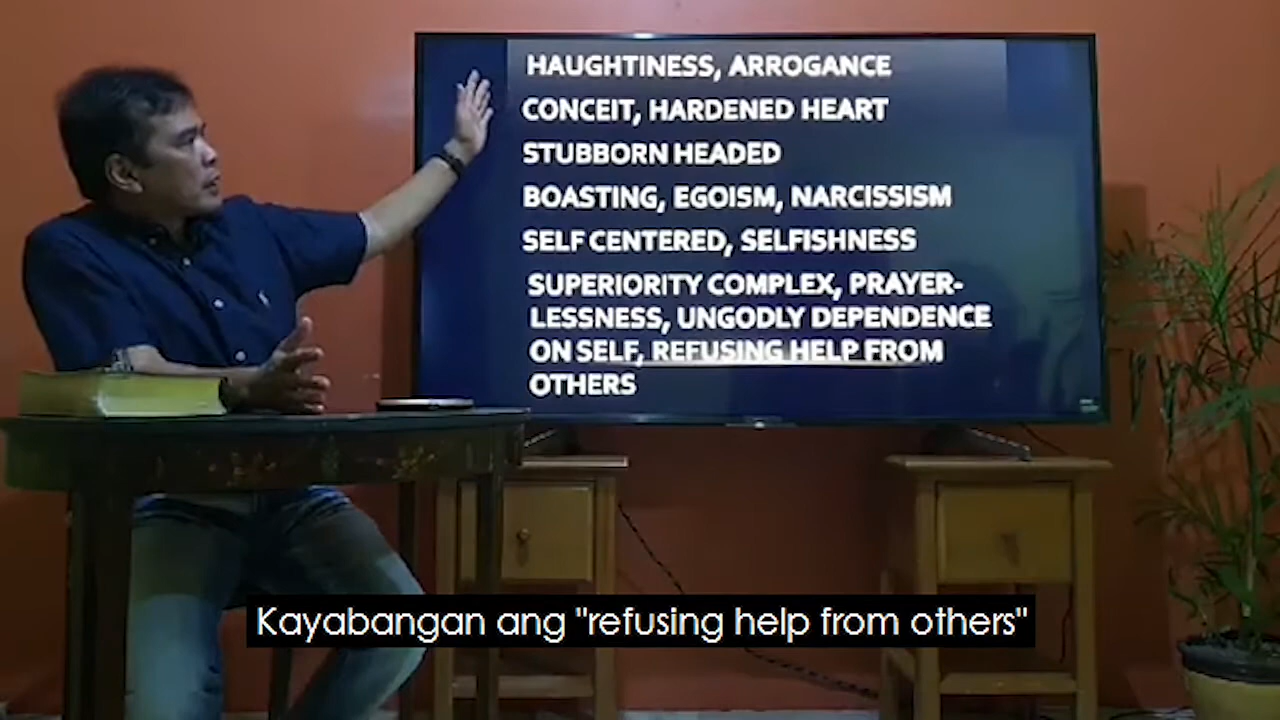 HAUGHTINESS, ARROGANCE
CONCEIT, HARDENED HEART
STUBBORN HEADED
BOASTING, EGOISM, NARCISSISM
SELF CENTERED, SELFISHNESS
SUPERIORITY COMPLEX, PRAYER-
LESSNESS, UNGODLY DEPENDENCE
ON SELF, REFUSING HELP FROM
OTHERS
Kayabangan ang "refusing help from others"